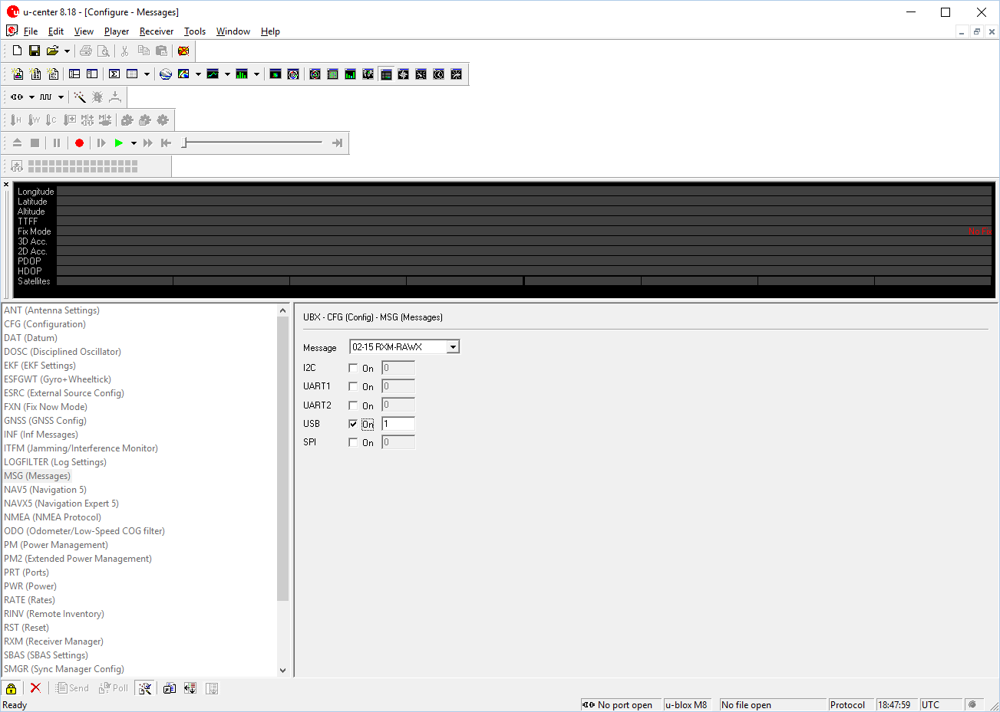 u-center 8.18 - [Configure - Messages]
File Edit View Player Receiver Tools Window Help
Longitude
Latitude
Altitude
TTFF
Fix Mode
3D Acc.
2D Acc.
PDOP
HDOP
Satellites
ANT (Antenna Settings)
CFG (Configuration)
DAT (Datum)
DOSC (Disciplined Oscillator)
EKF (EKF Settings)
ESFGWT (Gyro+Wheeltick)
ESRC (External Source Config)
FXN (Fix Now Mode)
GNSS (GNSS Config)
INF (Inf Messages)
ITFM (Jamming/Interference Monitor)
LOGFILTER (Log Settings)
MSG (Messages)
NAV5 (Navigation 5)
NAVX5 (Navigation Expert 5)
NMEA (NMEA Protocol)
ODO (Odometer/Low-Speed COG filter)
PM (Power Management)
PM2 (Extended Power Management)
PRT (Ports)
PWR (Power)
RATE (Rates)
RINV (Remote Inventory)
RST (Reset)
RXM (Receiver Manager)
SBAS (SBAS Settings)
SMGR (Sync Manager Config)
UBX - CFG (Config) - MSG (Messages)
Message 02-15 RXM-RAWX
I2C On 0
UART1 On 0
UART2 On 0
USB On 1
SPI On 0
Send Poll
Ready No port open u-blox M8 No file open Protocol 18:47:59 UTC